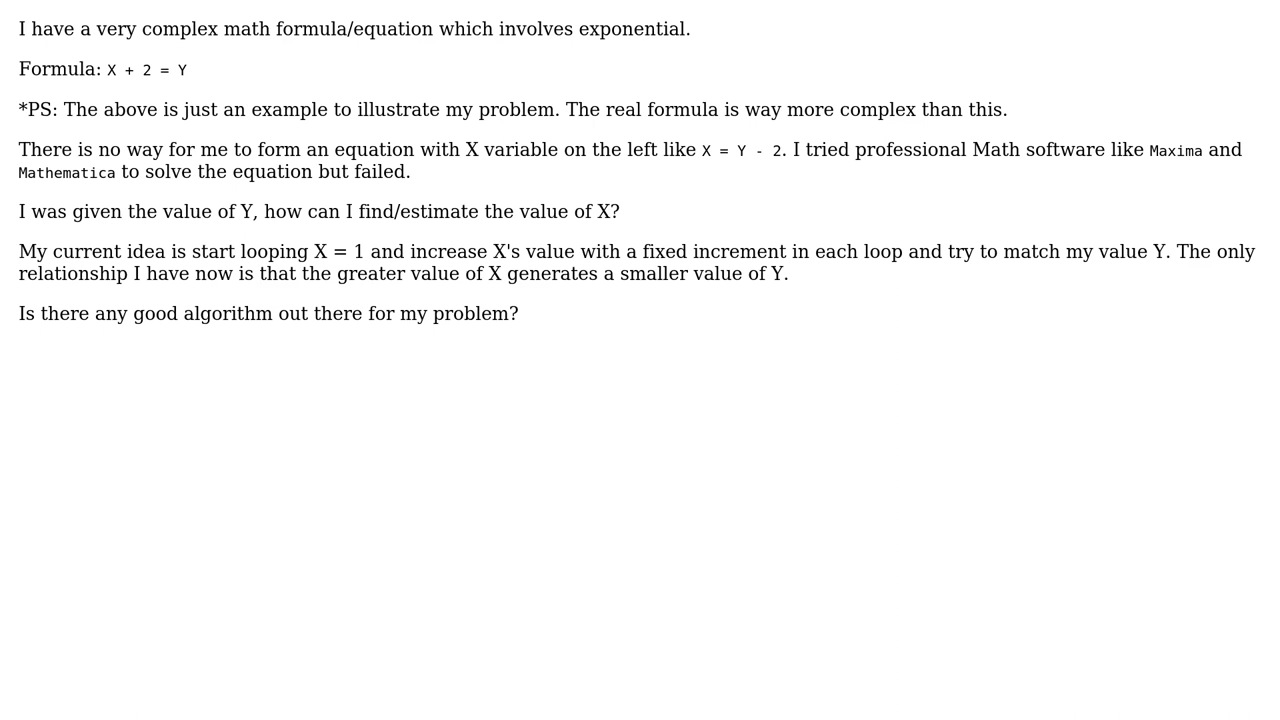 I have a very complex math formula/equation which involves exponential.
Formula: X + 2 = Y
*PS: The above is just an example to illustrate my problem. The real formula is way more complex than this.
There is no way for me to form an equation with X variable on the left like X = Y - 2. I tried professional Math software like Maxima and
Mathematica to solve the equation but failed.
I was given the value of Y, how can I find/estimate the value of X?
My current idea is start looping X = 1 and increase X's value with a fixed increment in each loop and try to match my value Y. The only
relationship I have now is that the greater value of X generates a smaller value of Y.
Is there any good algorithm out there for my problem?